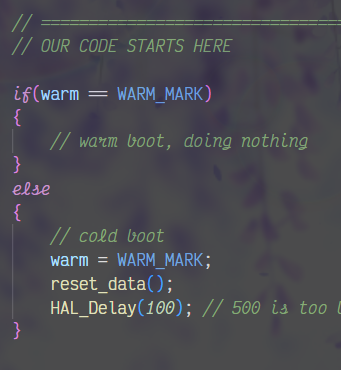 // ================================
// OUR CODE STARTS HERE
if(warm == WARM_MARK)
{
// warm boot, doing nothing
}
else
{
// cold boot
warm = WARM_MARK;
reset_data();
HAL_Delay(100); // 500 is too
}